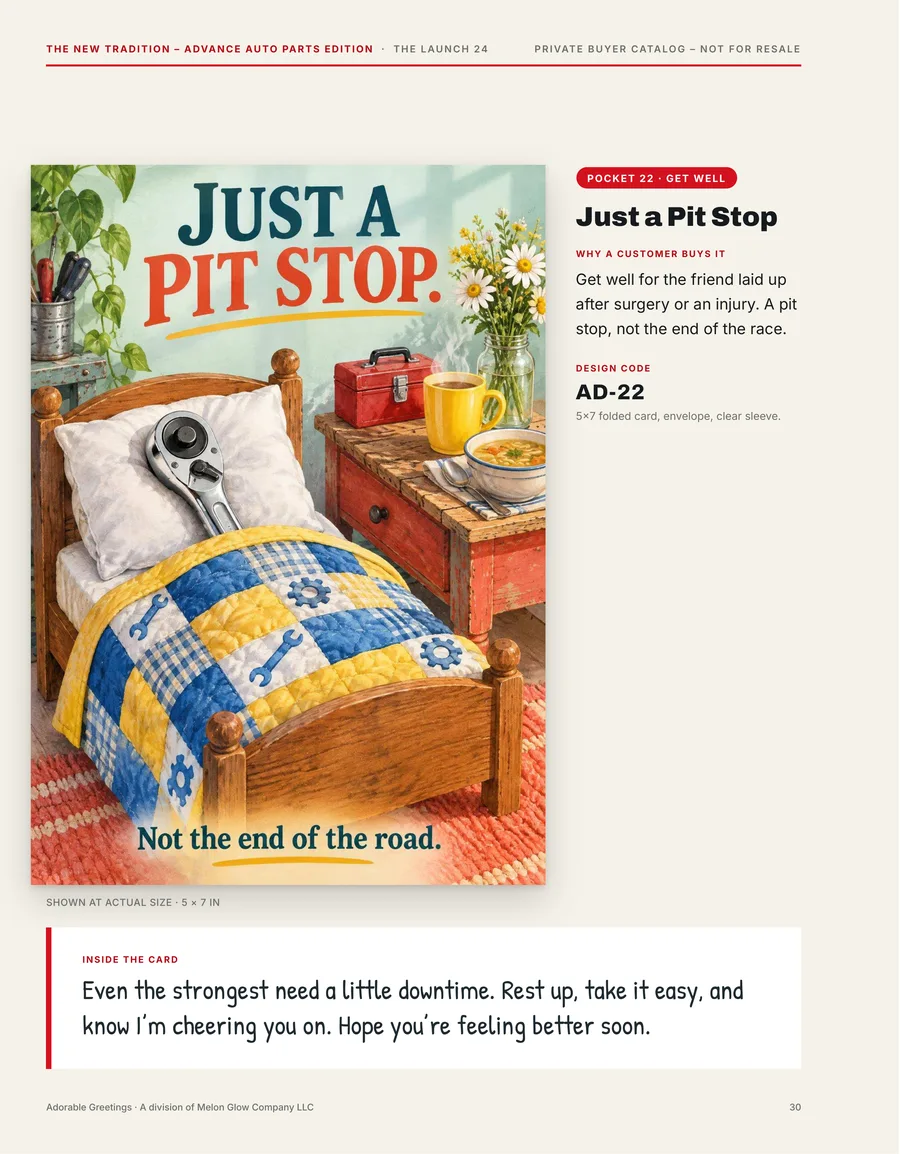 THE NEW TRADITION – ADVANCE AUTO PARTS EDITION · THE LAUNCH 24
PRIVATE BUYER CATALOG – NOT FOR RESALE
JUST A
PIT STOP.
Not the end of the road.
SHOWN AT ACTUAL SIZE · 5 × 7 IN
POCKET 22 · GET WELL
Just a Pit Stop
WHY A CUSTOMER BUYS IT
Get well for the friend laid up
after surgery or an injury. A pit
stop, not the end of the race.
DESIGN CODE
AD-22
5×7 folded card, envelope, clear sleeve.
INSIDE THE CARD
Even the strongest need a little downtime. Rest up, take it easy, and
know I'm cheering you on. Hope you're feeling better soon.
Adorable Greetings · A division of Melon Glow Company LLC
30